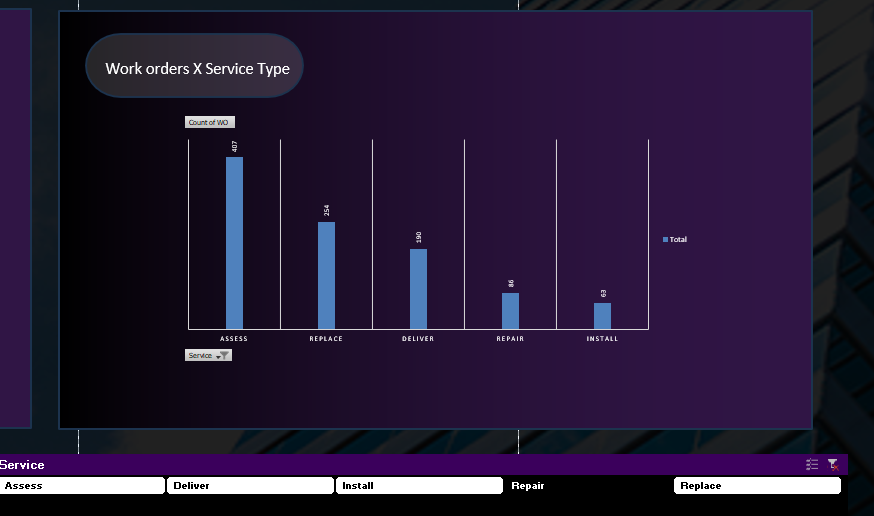 Work orders X Service Type
Count of WO
407
254
190
86
63
Total
ASSESS REPLACE DELIVER REPAIR INSTALL
Service
Service
Assess Deliver Install Repair Replace